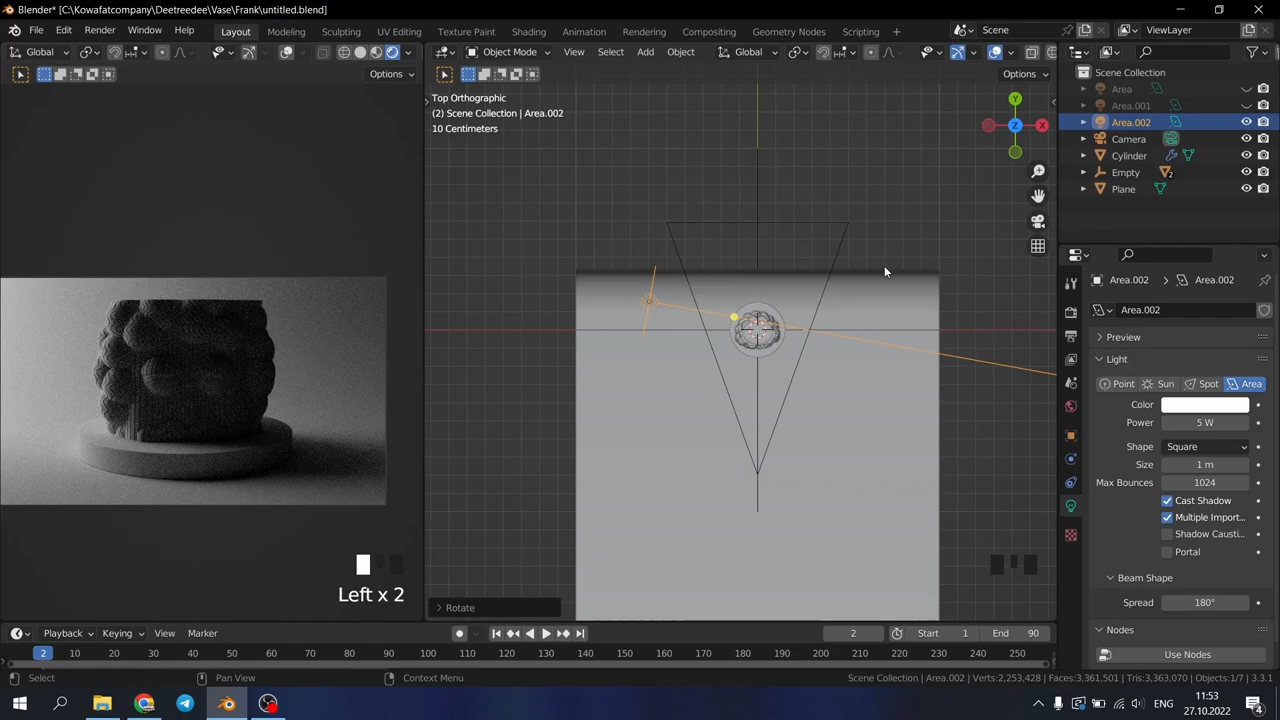 Blender* [C:\Kowafatcompany\Deetreedee\Vase\Frank\untitled.blend]
File Edit Render Window Help Layout Modeling Sculpting UV Editing Texture Paint Shading Animation Rendering Compositing Geometry Nodes Scripting + Scene ViewLayer
Global Object Mode View Select Add Object Global
Options Options
Top Orthographic
(2) Scene Collection | Area.002
10 Centimeters
Y
Z X
Left x 2
Rotate
Scene Collection
Area
Area.001
Area.002
Camera
Cylinder
Empty 2
Plane
Area.002 Area.002
Area.002
Preview
Light
Point Sun Spot Area
Color
Power 5 W
Shape Square
Size 1 m
Max Bounces 1024
Cast Shadow
Multiple Import...
Shadow Causti...
Portal
Beam Shape
Spread 180°
Nodes
Use Nodes
Playback Keying View Marker 2 Start 1 End 90
2 10 20 30 40 50 60 70 80 90 100 110 120 130 140 150 160 170 180 190 200 210 220 230 240 250
Select Pan View Context Menu Scene Collection | Area.002 | Verts:2,253,428 | Faces:3,361,501 | Tris:3,363,070 | Objects:1/7 | 3.3.1
ENG 11:53
27.10.2022 4